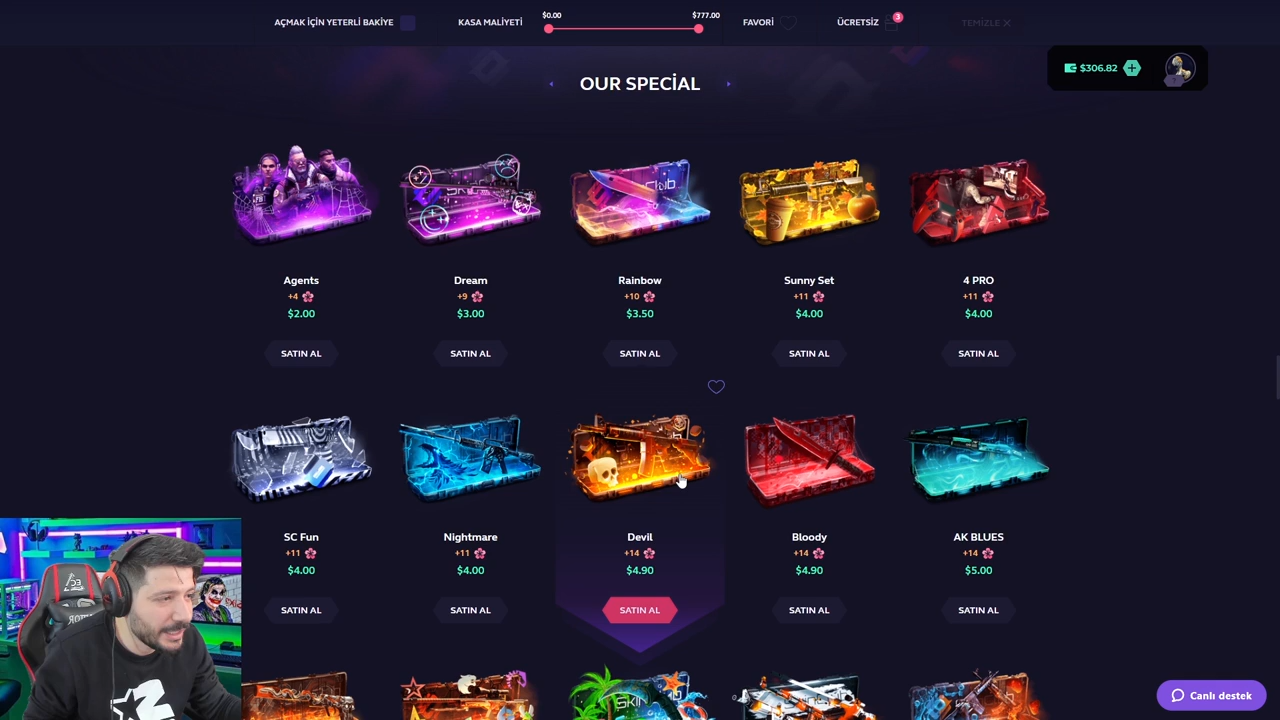 AÇMAK İÇİN YETERLİ BAKİYE
KASA MALİYETİ
$0.00
$777.00
FAVORİ
ÜCRETSİZ
3
TEMİZLE ✕
$306.82
OUR SPECİAL
Agents
Dream
Rainbow
Sunny Set
4 PRO
+4
+9
+10
+11
+11
$2.00
$3.00
$3.50
$4.00
$4.00
SATIN AL
SATIN AL
SATIN AL
SATIN AL
SATIN AL
SC Fun
Nightmare
Devil
Bloody
AK BLUES
+11
+11
+14
+14
+14
$4.00
$4.00
$4.90
$4.90
$5.00
SATIN AL
SATIN AL
SATIN AL
SATIN AL
SATIN AL
Canlı destek